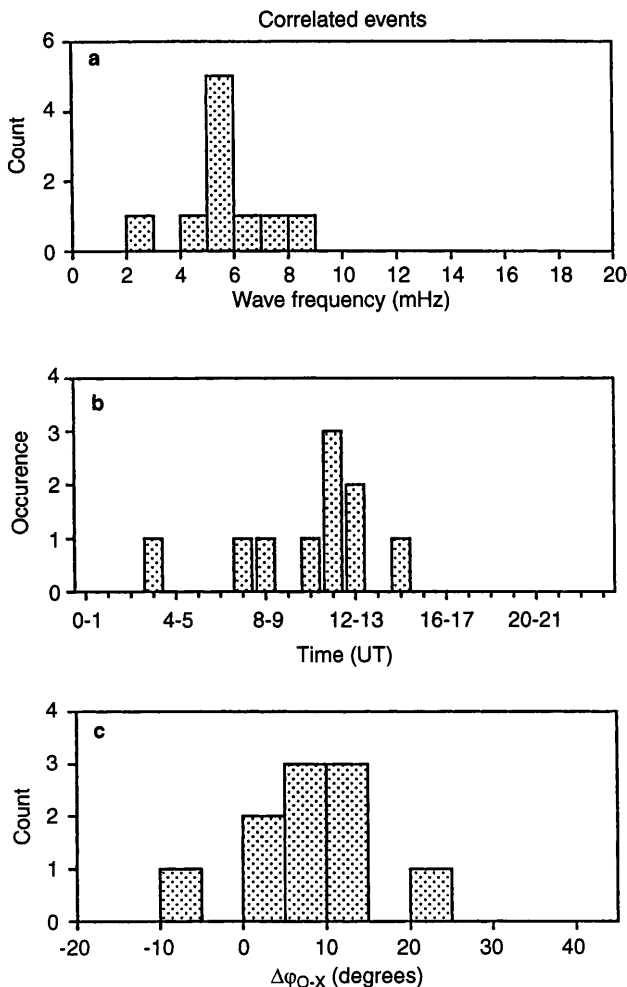 Correlated events
a
6
4
2
0
Count
0 2 4 6 8 10 12 14 16 18 20
Wave frequency (mHz)
b
4
3
2
1
0
Occurence
0-1 4-5 8-9 12-13 16-17 20-21
Time (UT)
c
4
3
2
1
0
Count
-20 -10 0 10 20 30 40
ΔφO-X (degrees)